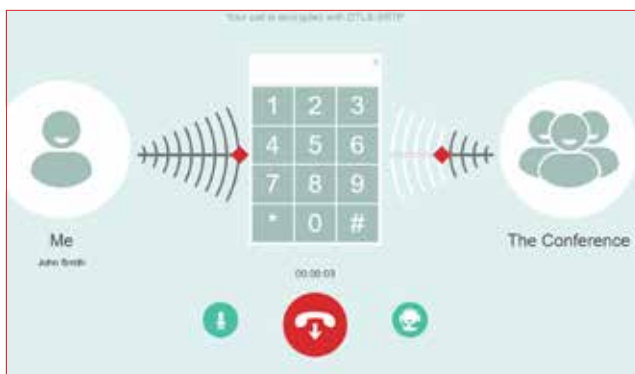 Your call is encrypted with DTLS-SRTP
1 2 3
4 5 6
7 8 9
* 0 #
Me
John Smith
The Conference
00:00:03